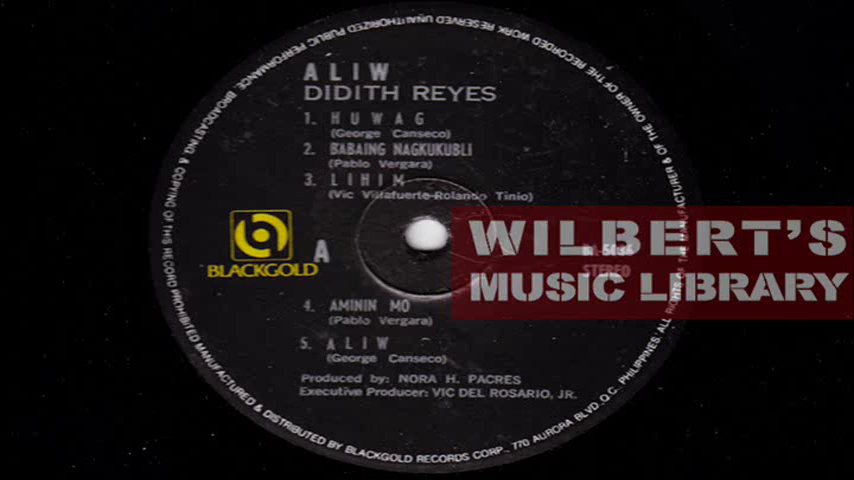 ALIW
DIDITH REYES
1. HUWAG
(George Canseco)
2. BABAING NAGKUKUBLI
(Pablo Vergara)
3. LIHIM
(Vic Villafuerte-Rolando Tinio)
BLACKGOLD
A
STEREO
WILBERT'S
MUSIC LIBRARY
4. AMININ MO
(Pablo Vergara)
5. ALIW
(George Canseco)
Produced by: NORA H. PACRES
Executive Producer: VIC DEL ROSARIO, JR.
MANUFACTURED & DISTRIBUTED BY BLACKGOLD RECORDS CORP., 770 AURORA BLVD., Q.C. PHILIPPINES. ALL RIGHTS OF THE MANUFACTURER & OF THE OWNER OF THE RECORDED WORK RESERVED UNAUTHORIZED PUBLIC PERFORMANCE, BROADCASTING & COPYING OF THIS RECORD PROHIBITED